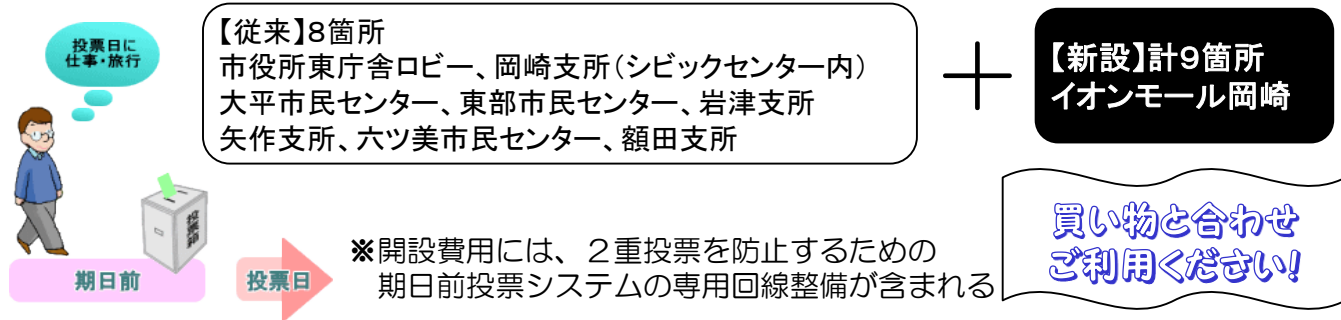 投票日に
仕事・旅行
【従来】8箇所
市役所東庁舎ロビー、岡崎支所(シビックセンター内)
大平市民センター、東部市民センター、岩津支所
矢作支所、六ツ美市民センター、額田支所
【新設】計9箇所
イオンモール岡崎
投票箱
期日前
投票日
※開設費用には、2重投票を防止するための
期日前投票システムの専用回線整備が含まれる
買い物と合わせ
ご利用ください!